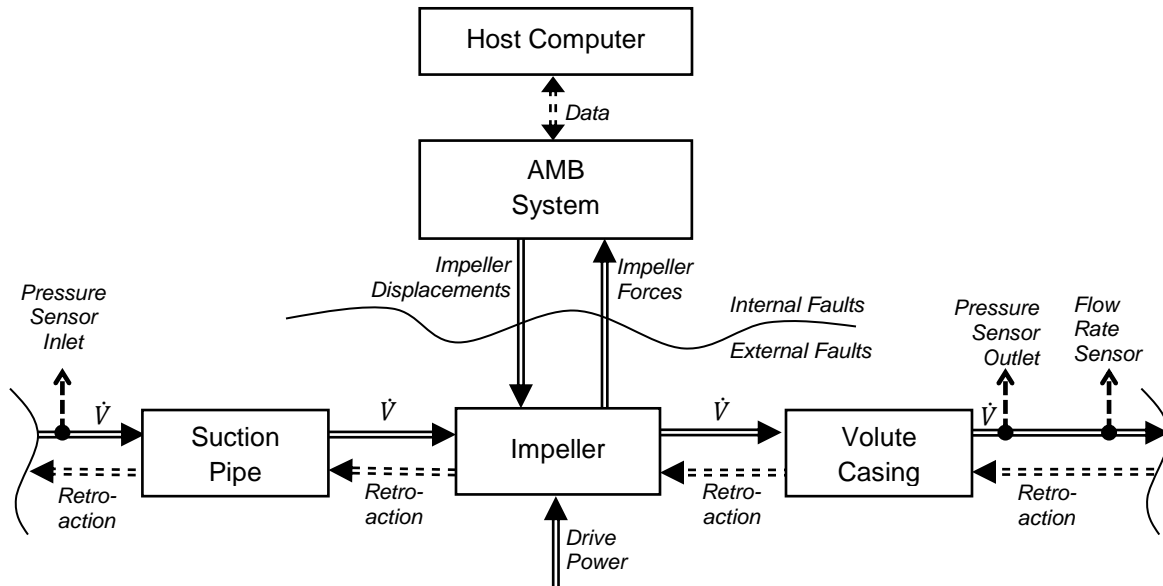 Host Computer
Data
AMB
System
Impeller
Displacements
Impeller
Forces
Internal Faults
External Faults
Pressure
Sensor
Inlet
Pressure
Sensor
Outlet
Flow
Rate
Sensor
V̇
V̇
V̇
V̇
Suction
Pipe
Impeller
Volute
Casing
Retro-
action
Retro-
action
Retro-
action
Retro-
action
Drive
Power